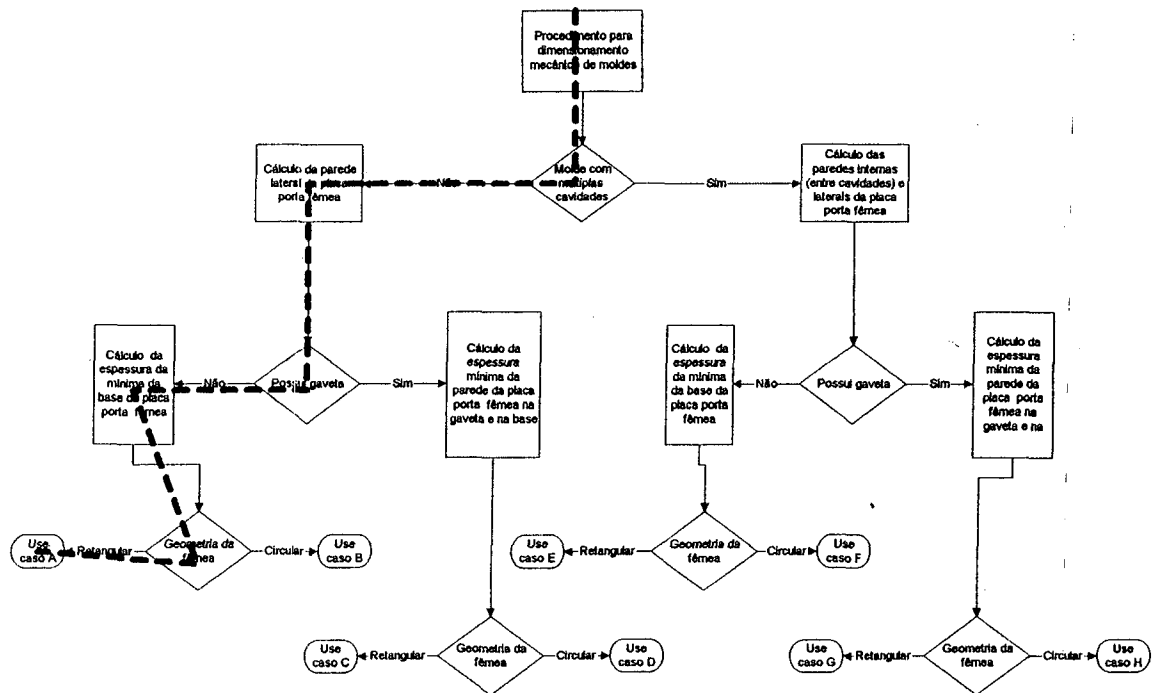 Procedimento para
dimensionamento
mecânico de moldes
Cálculo da parede
lateral da placa
porta fêmea
Não
Molde com
múltiplas
cavidades
Sim
Cálculo das
paredes internas
(entre cavidades) e
laterais da placa
porta fêmea
Cálculo da
espessura da
mínima da
base da placa
porta fêmea
Não
Possui gaveta
Sim
Cálculo da
espessura
mínima da
parede da placa
porta fêmea na
gaveta e na base
Cálculo da
espessura
da mínima
da base da
placa porta
fêmea
Não
Possui gaveta
Sim
Cálculo da
espessura
mínima da
parede da
placa porta
fêmea na
gaveta e na
Use
caso A
Retangular
Geometria da
fêmea
Circular
Use
caso B
Use
caso E
Retangular
Geometria da
fêmea
Circular
Use
caso F
Use
caso C
Retangular
Geometria da
fêmea
Circular
Use
caso D
Use
caso G
Retangular
Geometria da
fêmea
Circular
Use
caso H